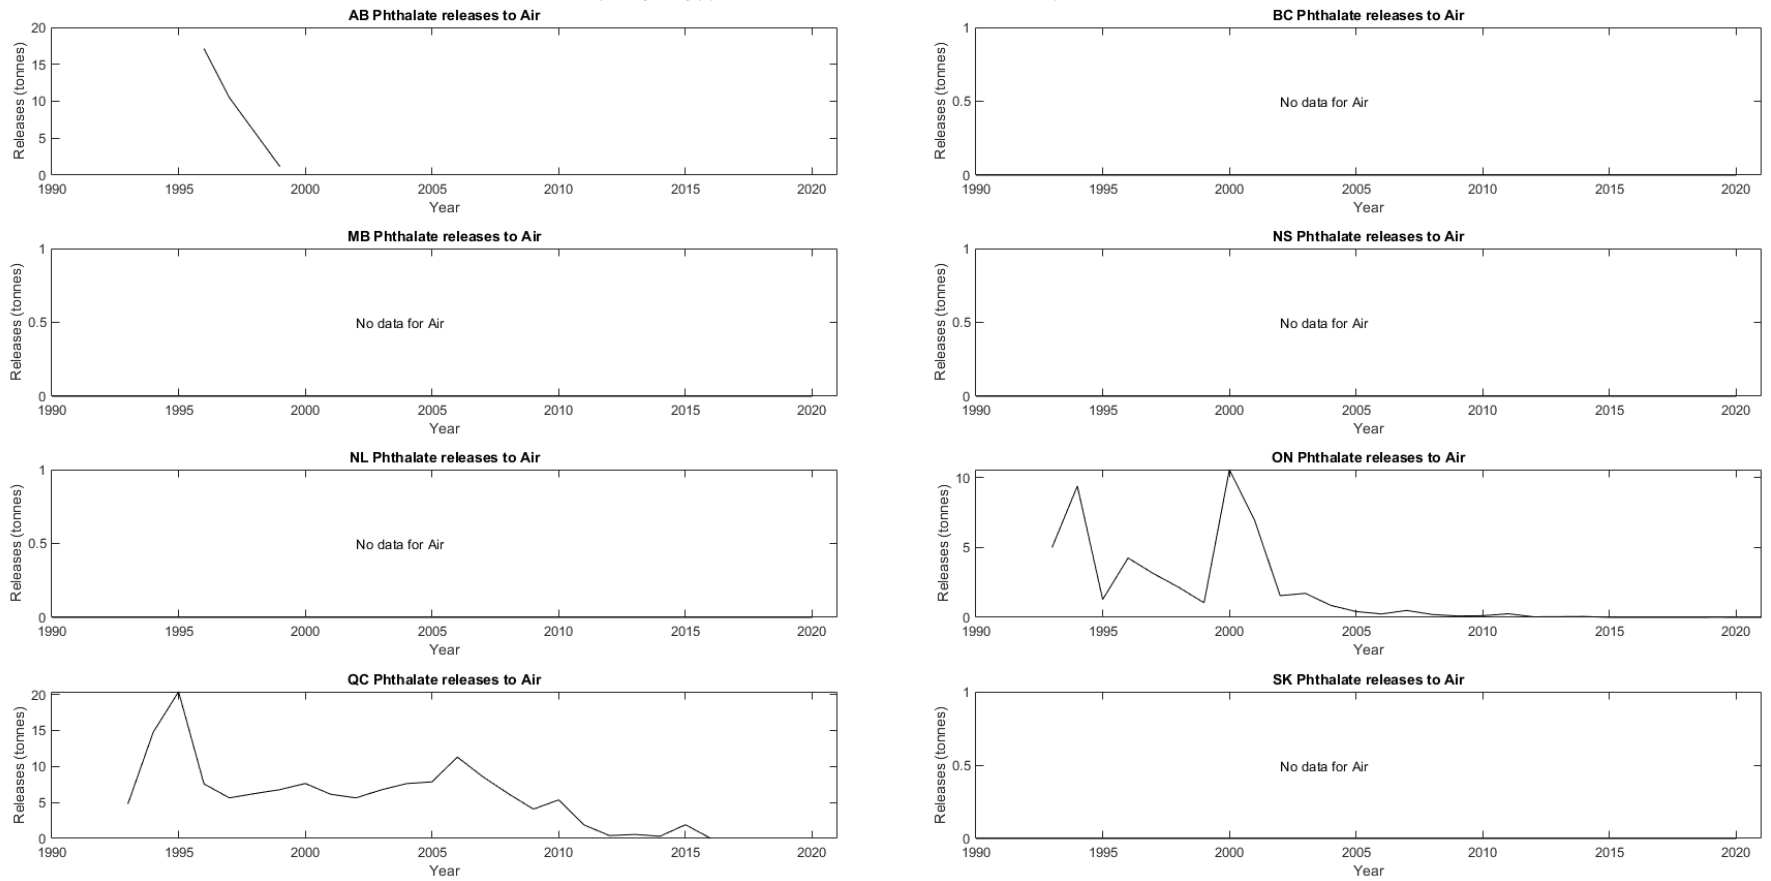 AB Phthalate releases to Air
Releases (tonnes)
20
15
10
5
0
1990 1995 2000 2005 2010 2015 2020
Year
BC Phthalate releases to Air
Releases (tonnes)
1
0.5
0
No data for Air
1990 1995 2000 2005 2010 2015 2020
Year
MB Phthalate releases to Air
Releases (tonnes)
1
0.5
0
No data for Air
1990 1995 2000 2005 2010 2015 2020
Year
NS Phthalate releases to Air
Releases (tonnes)
1
0.5
0
No data for Air
1990 1995 2000 2005 2010 2015 2020
Year
NL Phthalate releases to Air
Releases (tonnes)
1
0.5
0
No data for Air
1990 1995 2000 2005 2010 2015 2020
Year
ON Phthalate releases to Air
Releases (tonnes)
10
5
0
1990 1995 2000 2005 2010 2015 2020
Year
QC Phthalate releases to Air
Releases (tonnes)
20
15
10
5
0
1990 1995 2000 2005 2010 2015 2020
Year
SK Phthalate releases to Air
Releases (tonnes)
1
0.5
0
No data for Air
1990 1995 2000 2005 2010 2015 2020
Year